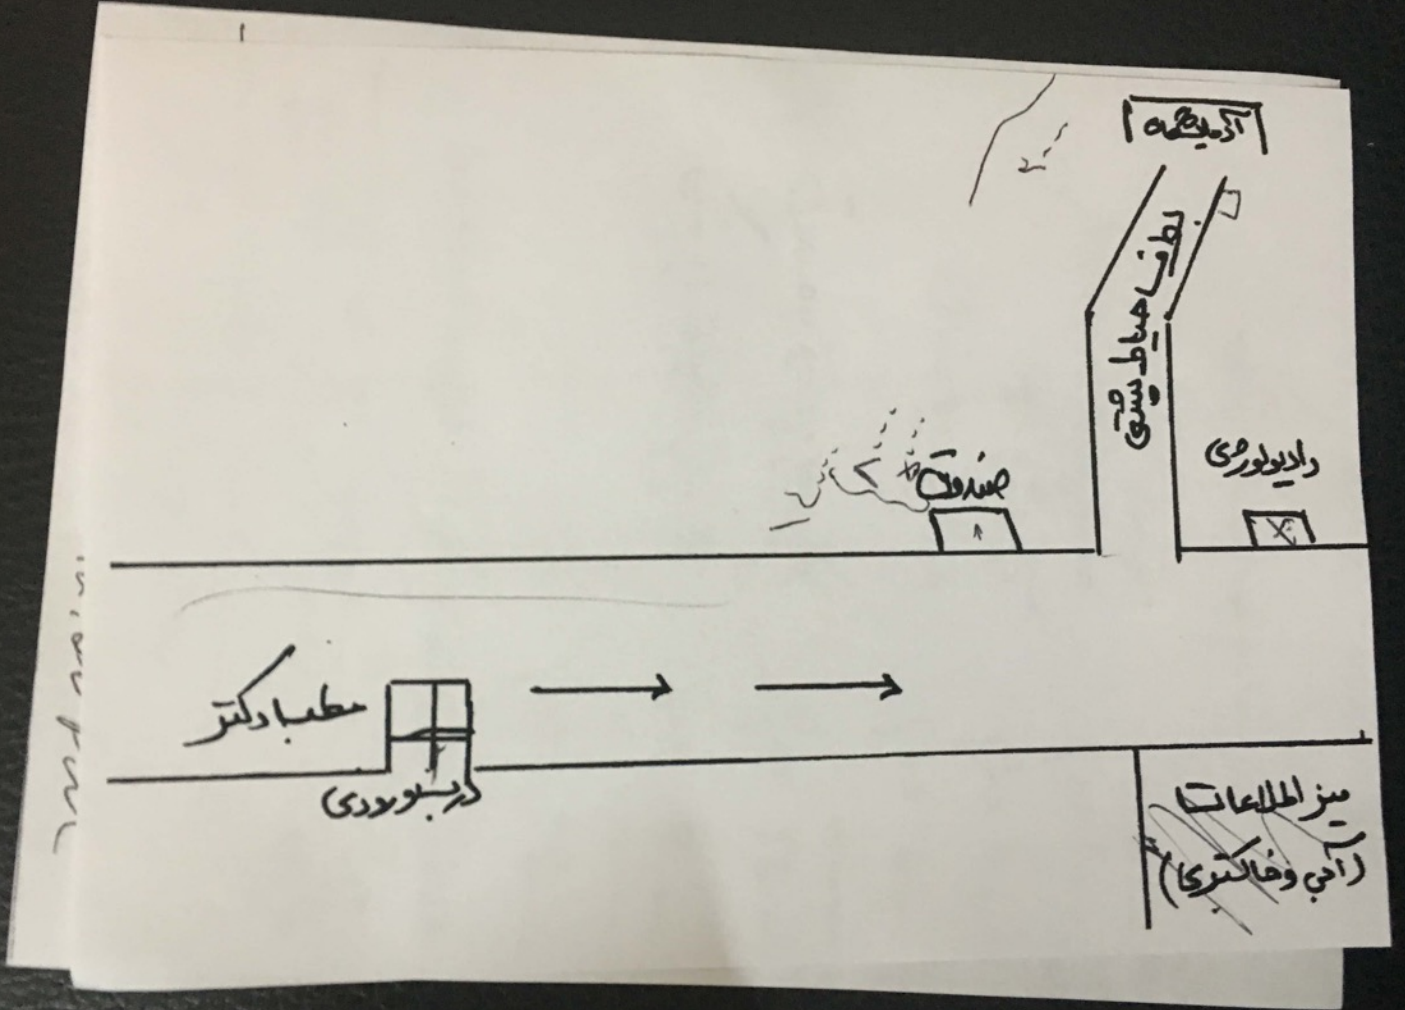 آزمایشگاه
بطرف حیاط پشتی
رادیولوژی
صندوق
مطب دکتر
درب ورودی
میز اطلاعات
(آبی و خاکستری)